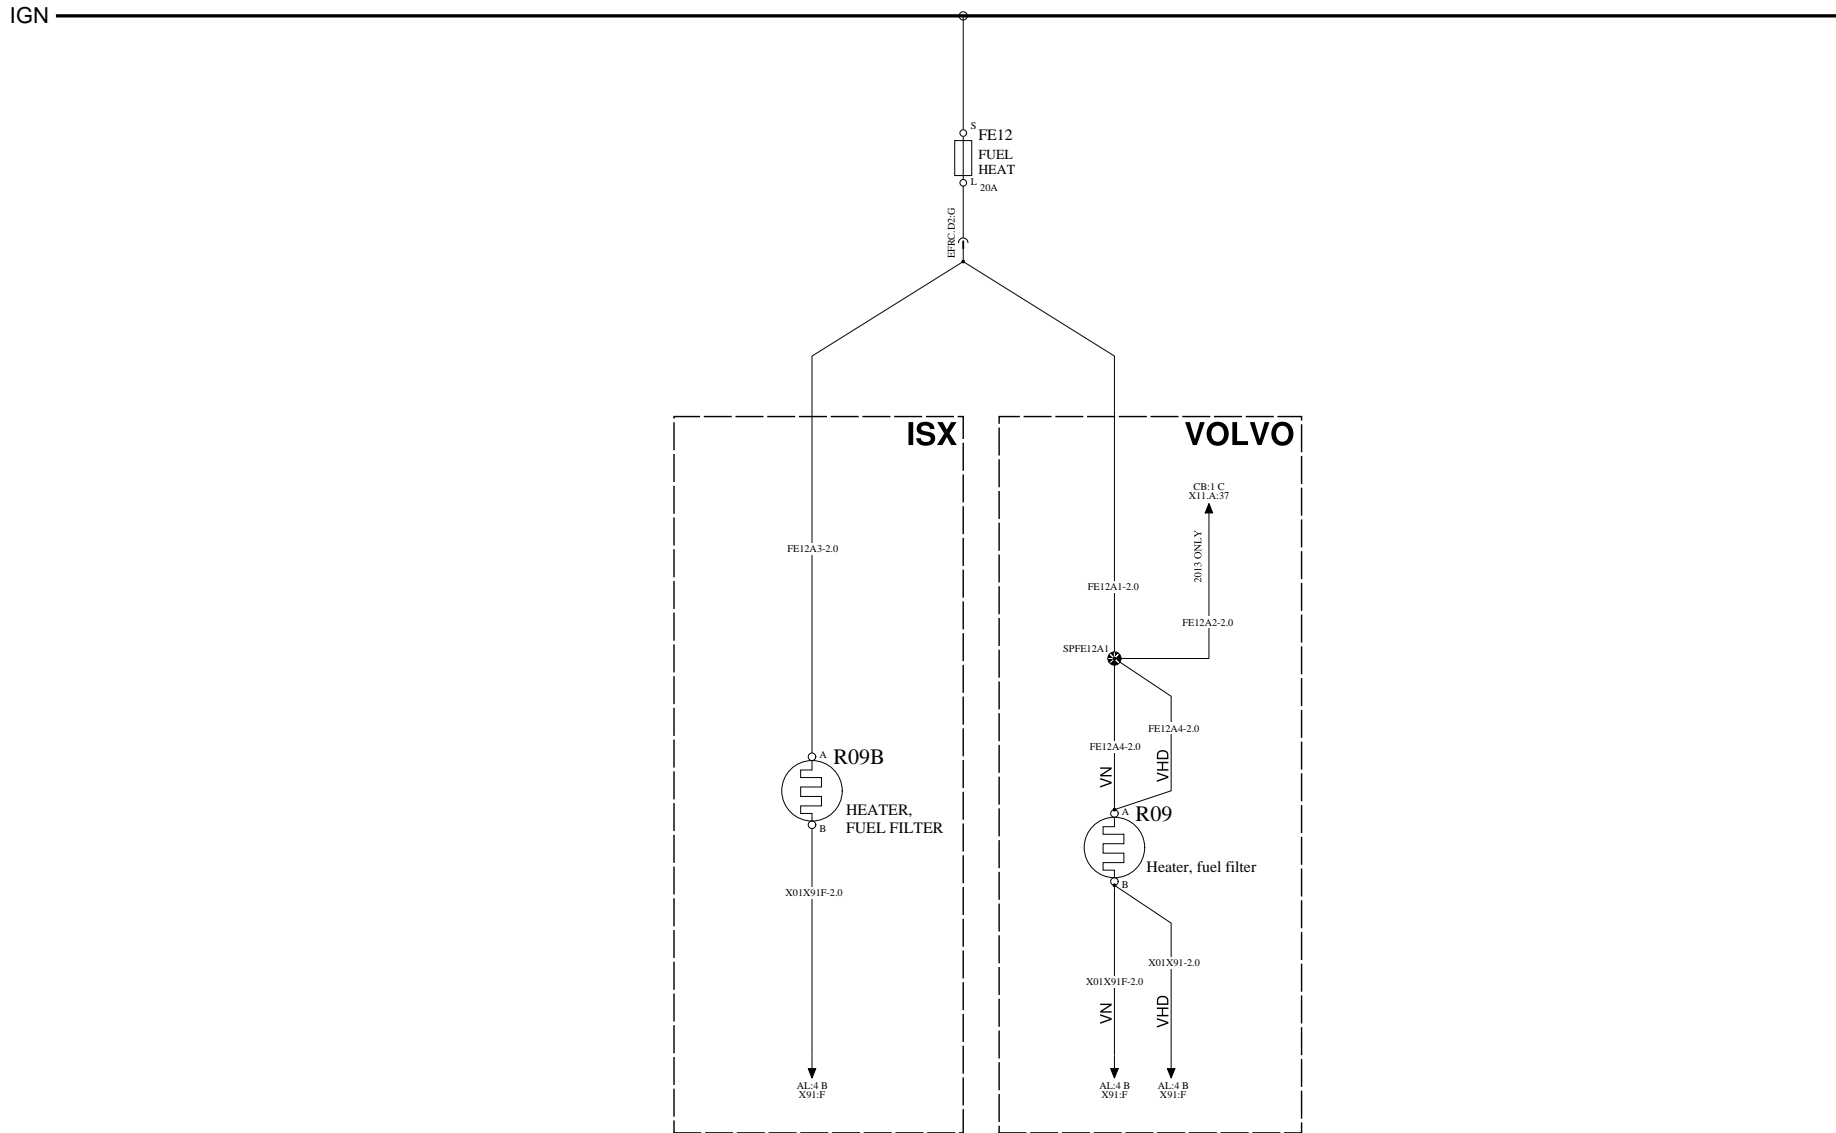 IGN
S
FE12
FUEL
HEAT
L
20A
EFRC.D2:G
ISX
VOLVO
CB:1 C
X11.A:37
2013 ONLY
FE12A3-2.0
FE12A1-2.0
FE12A2-2.0
SPFE12A1
FE12A4-2.0
FE12A4-2.0
VN
VHD
A
R09B
HEATER,
FUEL FILTER
B
A
R09
Heater, fuel filter
B
X01X91F-2.0
X01X91-2.0
X01X91F-2.0
VN
VHD
AL:4 B
X91:F
AL:4 B
X91:F
AL:4 B
X91:F